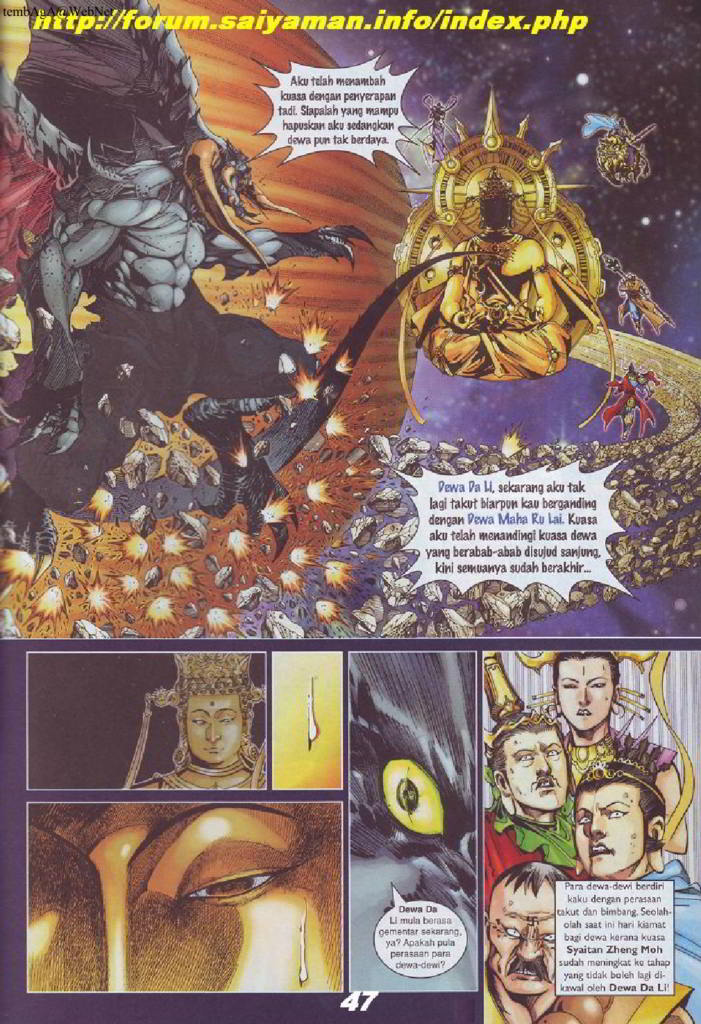 tembAgA@WebNet
http://forum.saiyaman.info/index.php
Aku telah menambah
kuasa dengan penyerapan
tadi. Siapalah yang mampu
hapuskan aku sedangkan
dewa pun tak berdaya.
Dewa Da Li, sekarang aku tak
lagi takut biarpun kau berganding
dengan Dewa Maha Ru Lai. Kuasa
aku telah menandingi kuasa dewa
yang berabab-abab disujud sanjung,
kini semuanya sudah berakhir...
Dewa Da
Li mula berasa
gementar sekarang,
ya? Apakah pula
perasaan para
dewa-dewi?
Para dewa-dewi berdiri
kaku dengan perasaan
takut dan bimbang. Seolah-
olah saat ini hari kiamat
bagi dewa kerana kuasa
Syaitan Zheng Moh
sudah meningkat ke tahap
yang tidak boleh lagi di-
kawal oleh Dewa Da Li!
47